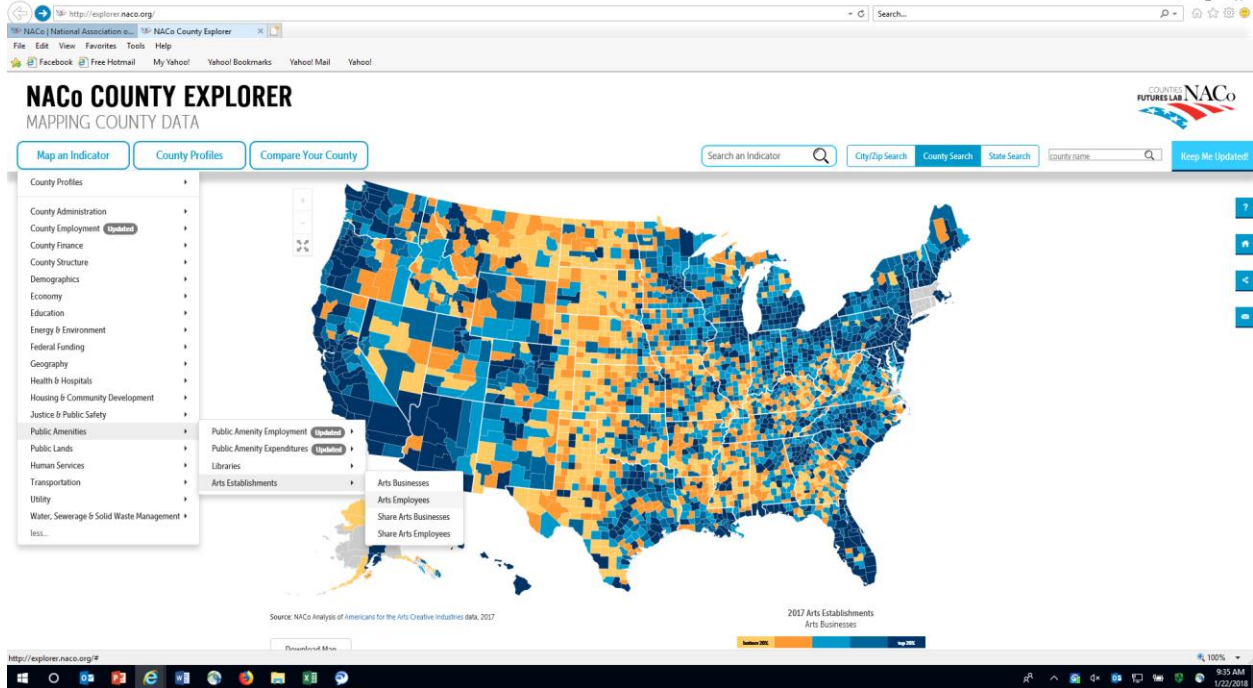 http://explorer.naco.org/
Search...
NACo | National Association o...
NACo County Explorer
File Edit View Favorites Tools Help
Facebook Free Hotmail My Yahoo! Yahoo! Bookmarks Yahoo! Mail Yahoo!
NACo COUNTY EXPLORER
MAPPING COUNTY DATA
COUNTIES FUTURES LAB NACo
Map an Indicator County Profiles Compare Your County Search an Indicator City/Zip Search County Search State Search county name Keep Me Updated!
County Profiles
County Administration
County Employment Updated
County Finance
County Structure
Demographics
Economy
Education
Energy & Environment
Federal Funding
Geography
Health & Hospitals
Housing & Community Development
Justice & Public Safety
Public Amenities
Public Lands
Human Services
Transportation
Utility
Water, Sewerage & Solid Waste Management
less...
Public Amenity Employment Updated
Public Amenity Expenditures Updated
Libraries
Arts Establishments
Arts Businesses
Arts Employees
Share Arts Businesses
Share Arts Employees
Source: NACo Analysis of Americans for the Arts Creative Industries data, 2017
2017 Arts Establishments
Arts Businesses
bottom 20% top 20%
Download Map
http://explorer.naco.org/#
100%
9:35 AM
1/22/2018